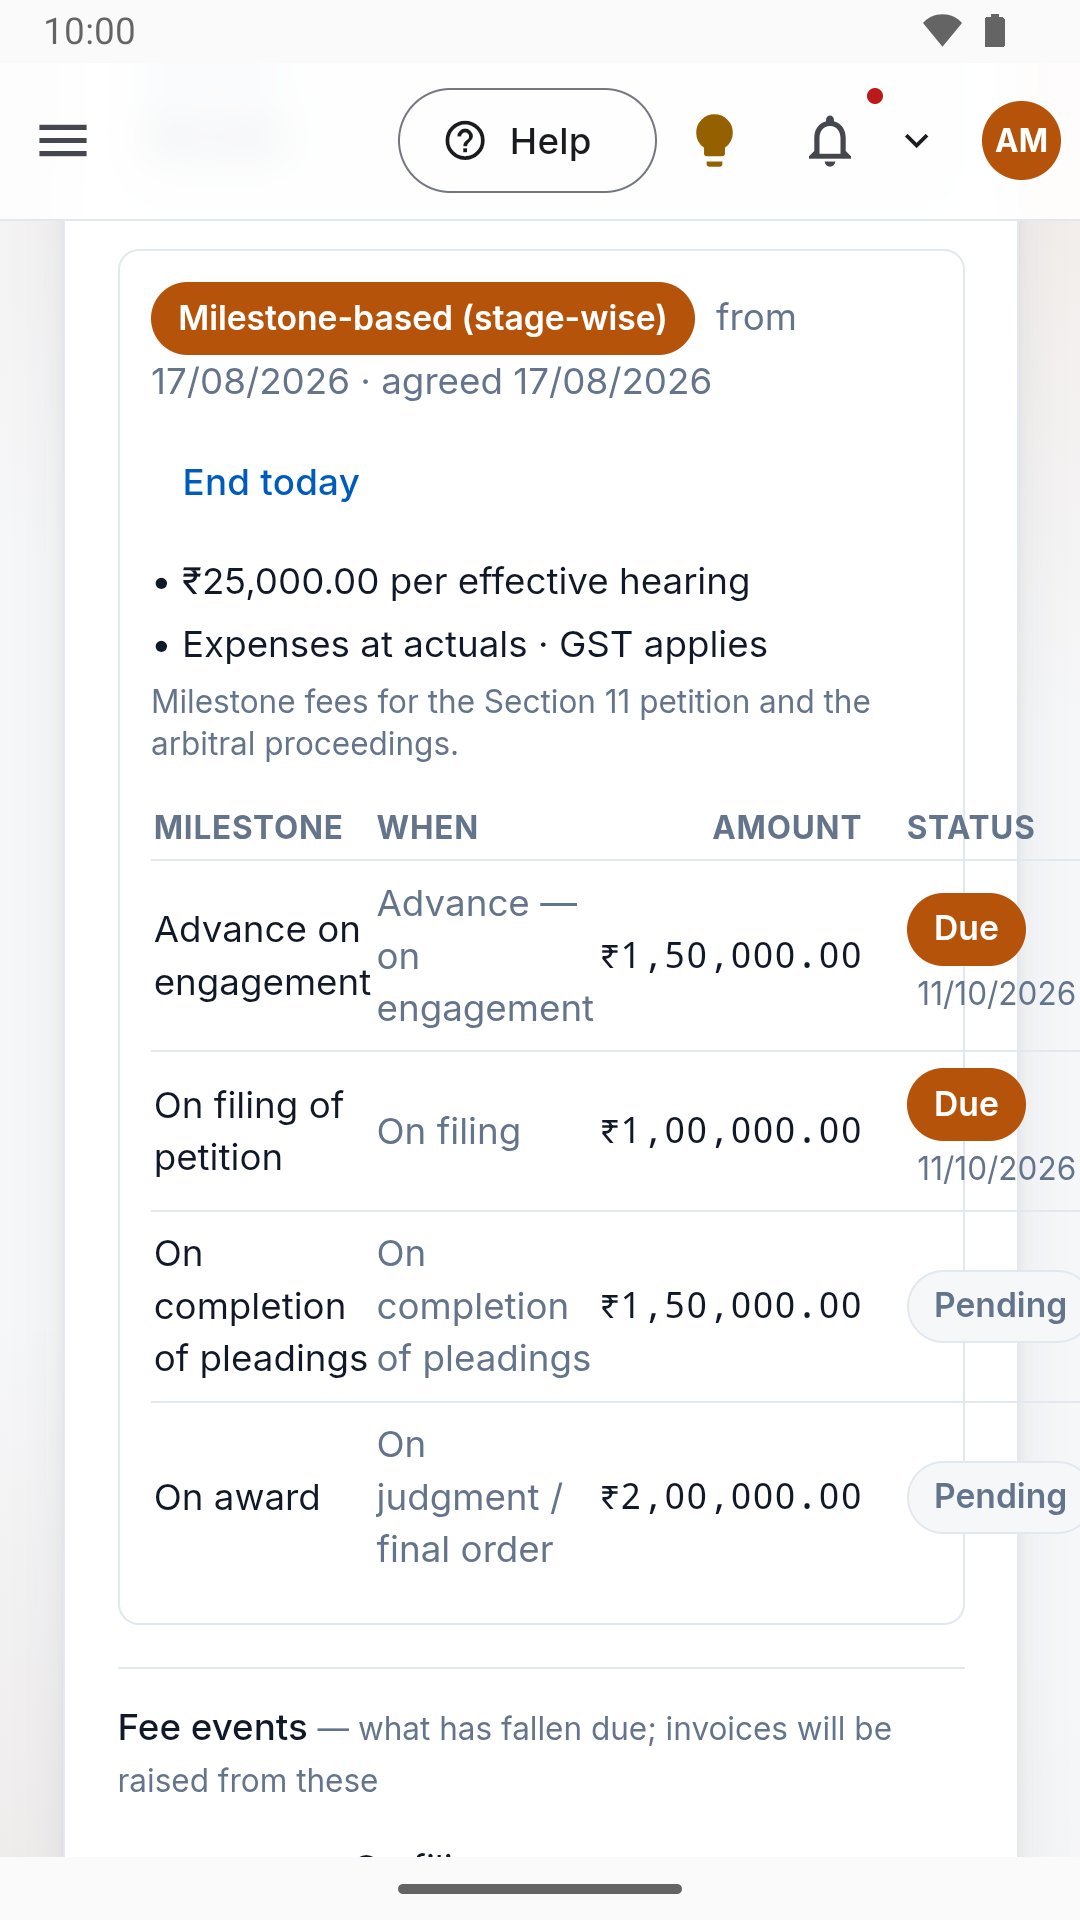 10:00
Help
AM
Milestone-based (stage-wise) from
17/08/2026 · agreed 17/08/2026
End today
• ₹25,000.00 per effective hearing
• Expenses at actuals · GST applies
Milestone fees for the Section 11 petition and the
arbitral proceedings.
MILESTONE WHEN AMOUNT STATUS
Advance on
engagement
Advance —
on
engagement
₹1,50,000.00
Due
11/10/2026
On filing of
petition
On filing
₹1,00,000.00
Due
11/10/2026
On
completion
of pleadings
On
completion
of pleadings
₹1,50,000.00
Pending
On award
On
judgment /
final order
₹2,00,000.00
Pending
Fee events — what has fallen due; invoices will be
raised from these